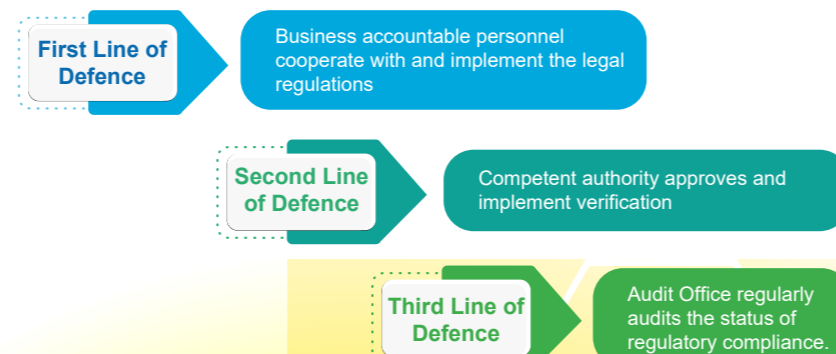 First Line of
Defence
Business accountable personnel
cooperate with and implement the legal
regulations
Second Line
of Defence
Competent authority approves and
implement verification
Third Line of
Defence
Audit Office regularly
audits the status of
regulatory compliance.